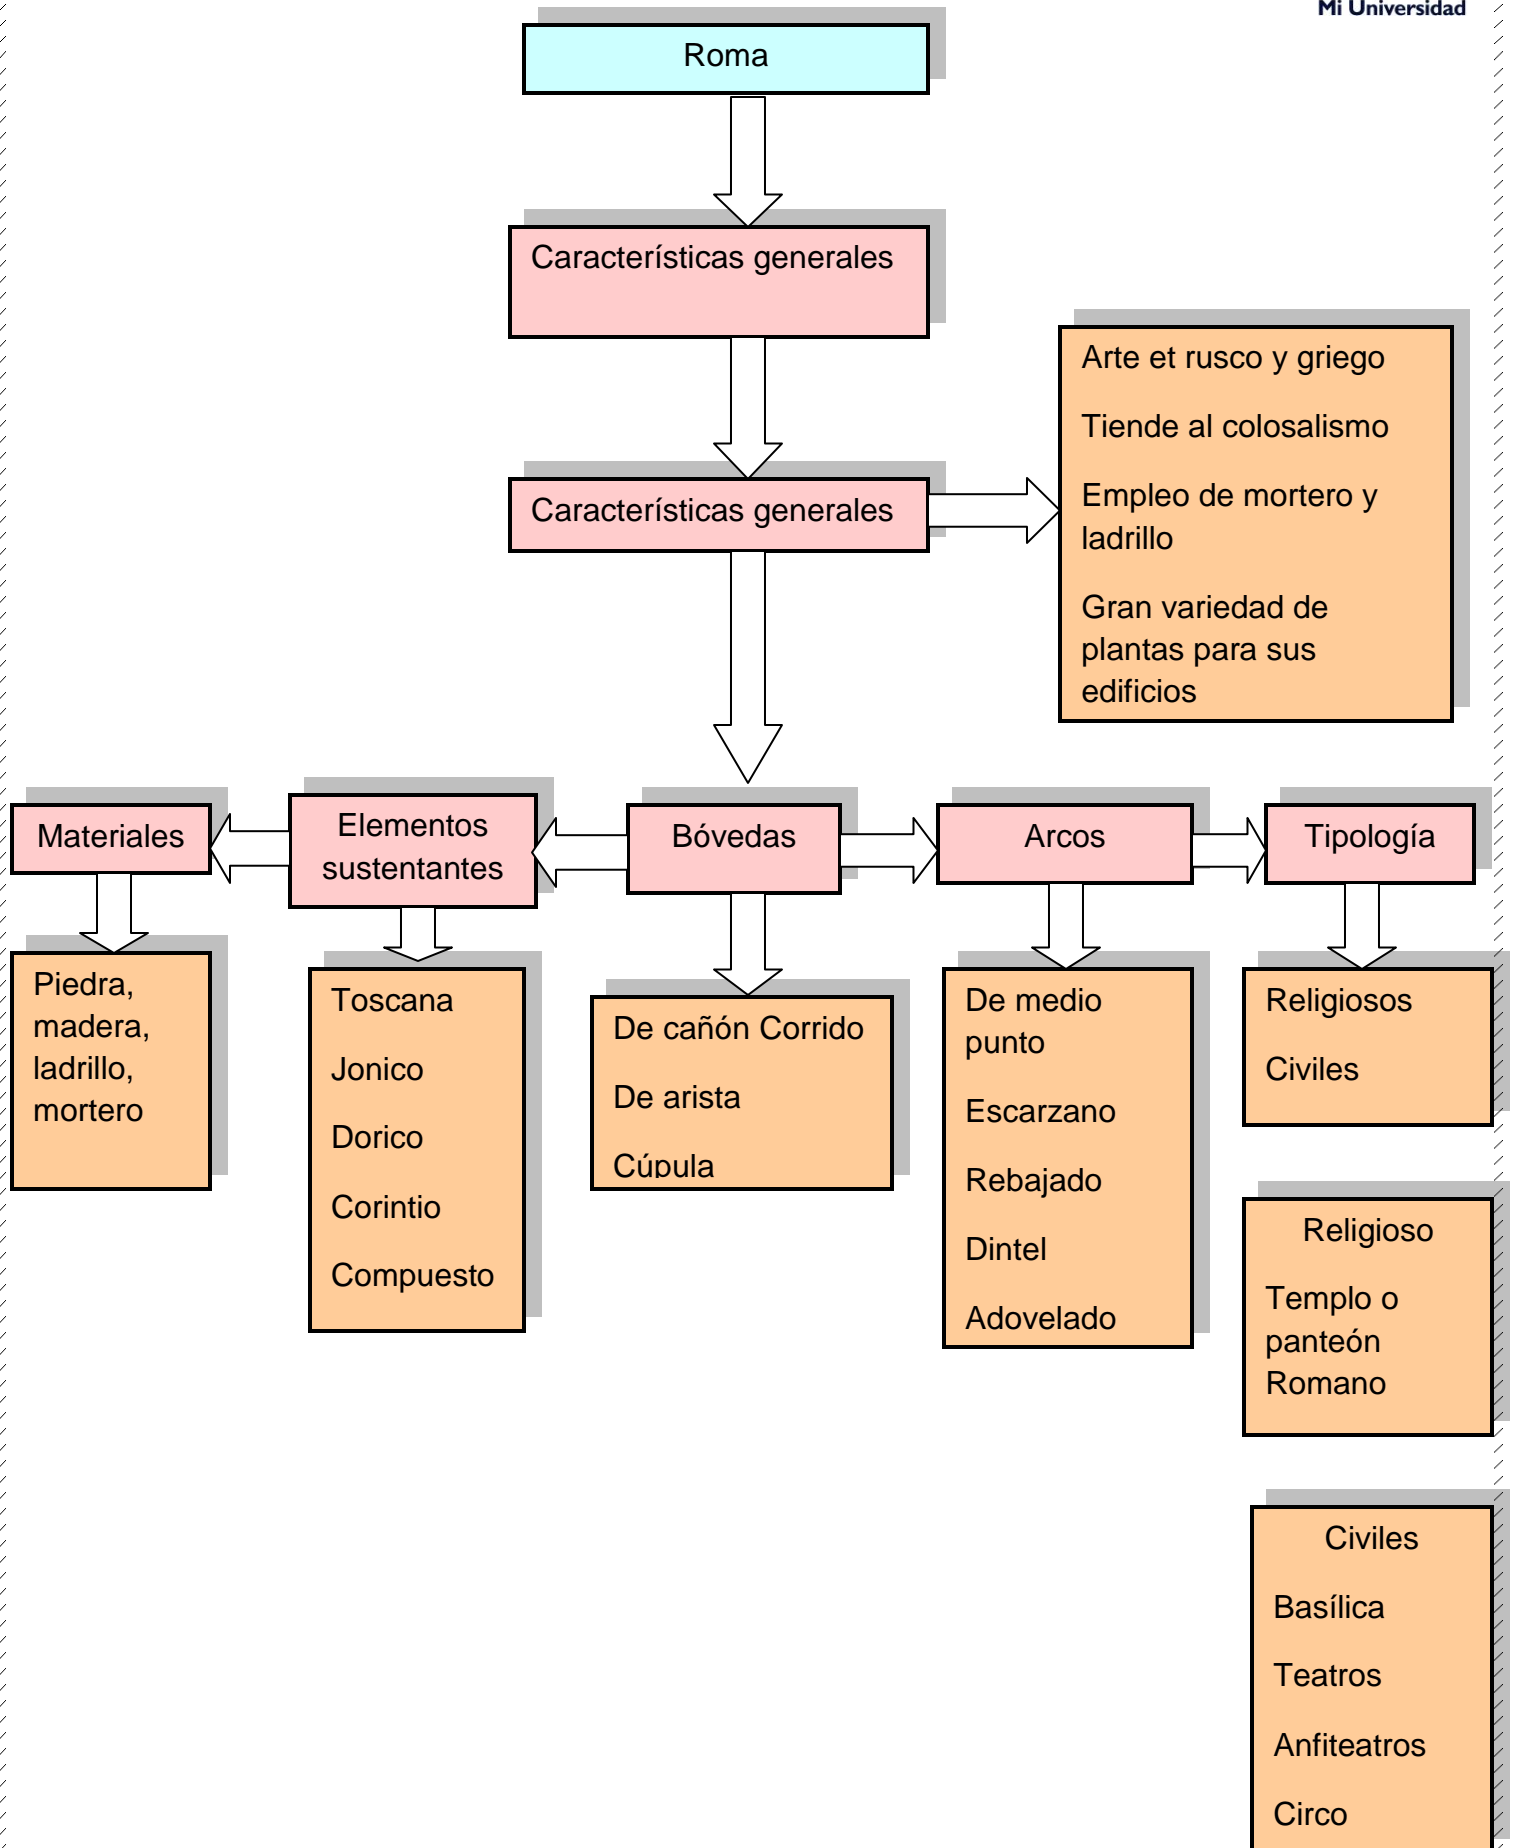 Mi Universidad
Roma
Características generales
Características generales
Arte et rusco y griego
Tiende al colosalismo
Empleo de mortero y
ladrillo
Gran variedad de
plantas para sus
edificios
Materiales
Elementos
sustentantes
Bóvedas
Arcos
Tipología
Piedra,
madera,
ladrillo,
mortero
Toscana
Jonico
Dorico
Corintio
Compuesto
De cañón Corrido
De arista
Cúpula
De medio
punto
Escarzano
Rebajado
Dintel
Adovelado
Religiosos
Civiles
Religioso
Templo o
panteón
Romano
Civiles
Basílica
Teatros
Anfiteatros
Circo